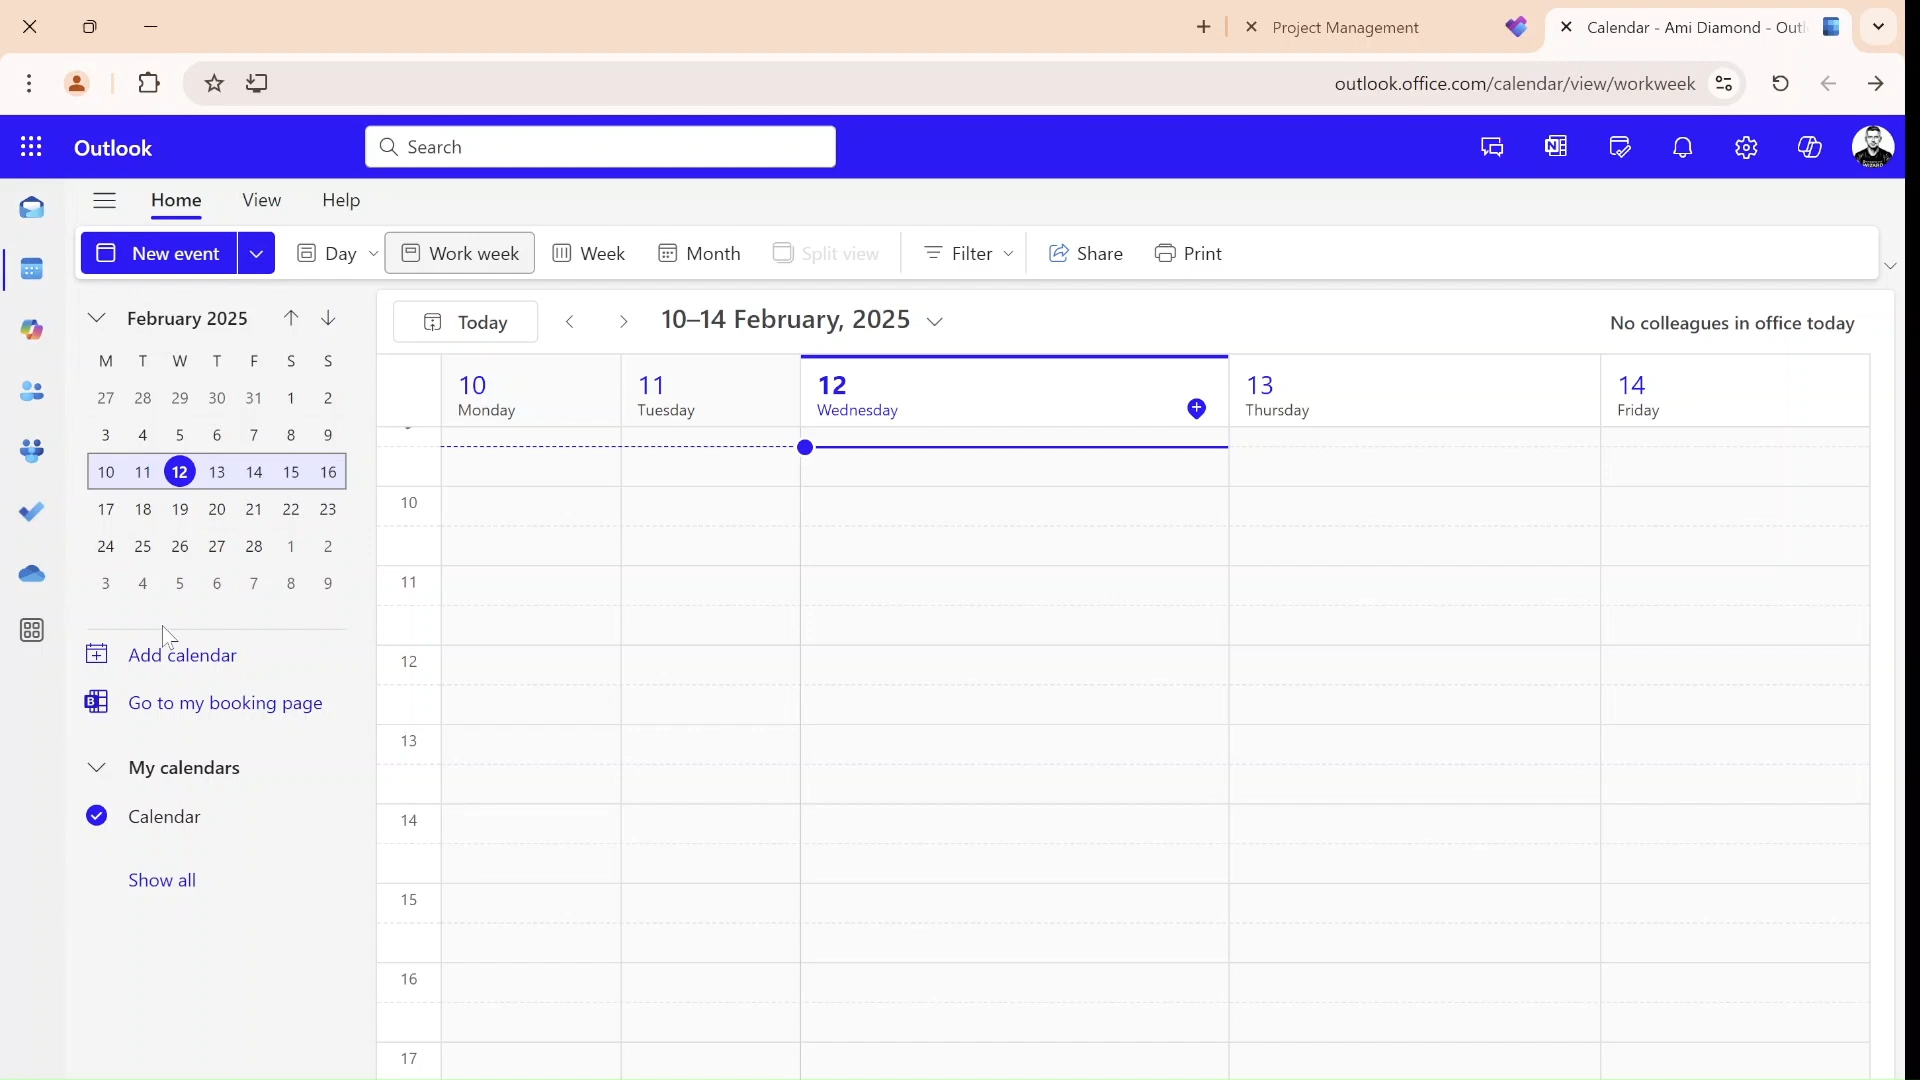 Project Management
Calendar - Ami Diamond - Outl
outlook.office.com/calendar/view/workweek
Outlook
Search
Home View Help
New event Day Work week Week Month Split view Filter Share Print
February 2025
M T W T F S S
27 28 29 30 31 1 2
3 4 5 6 7 8 9
10 11 12 13 14 15 16
17 18 19 20 21 22 23
24 25 26 27 28 1 2
3 4 5 6 7 8 9
Add calendar
Go to my booking page
My calendars
Calendar
Show all
Today
10–14 February, 2025
No colleagues in office today
10 11 12 13 14
Monday Tuesday Wednesday Thursday Friday
10
11
12
13
14
15
16
17